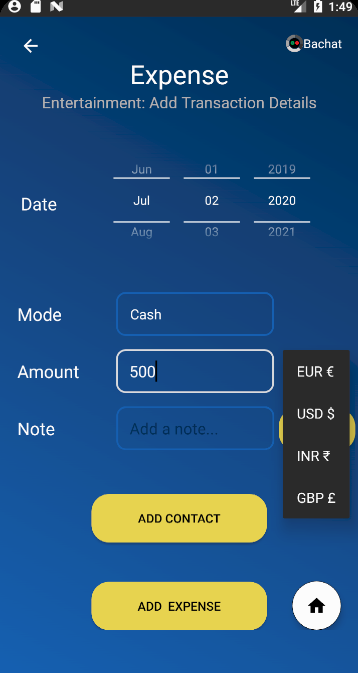 LTE 1:49
Bachat
Expense
Entertainment: Add Transaction Details
Jun 01 2019
Date Jul 02 2020
Aug 03 2021
Mode Cash
Amount 500
EUR €
USD $
Note Add a note...
INR ₹
GBP £
ADD CONTACT
ADD EXPENSE